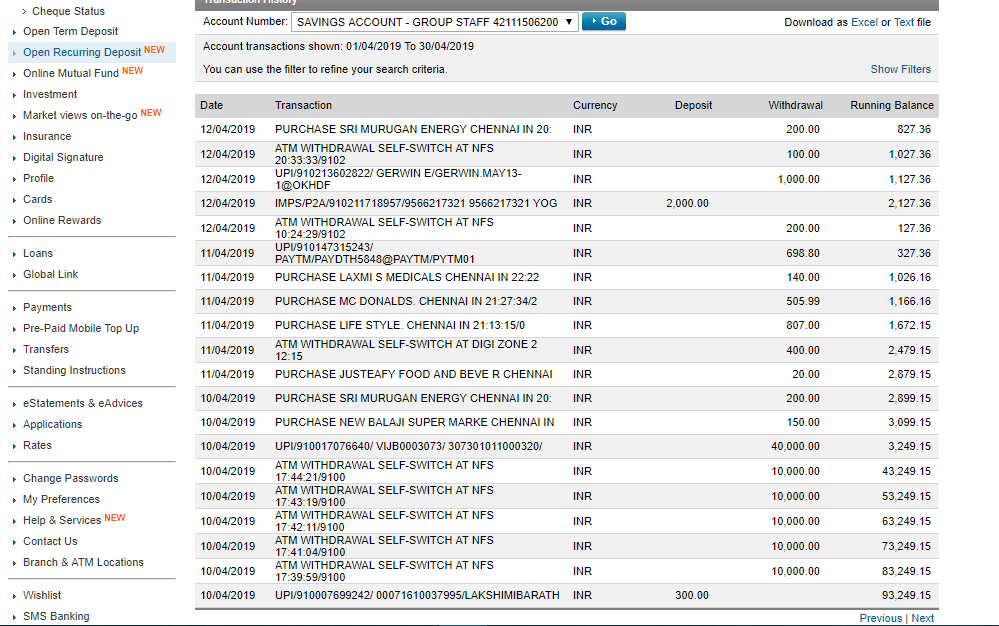 Cheque Status
Open Term Deposit
Open Recurring Deposit NEW
Online Mutual Fund NEW
Investment
Market views on-the-go NEW
Insurance
Digital Signature
Profile
Cards
Online Rewards
Loans
Global Link
Payments
Pre-Paid Mobile Top Up
Transfers
Standing Instructions
eStatements & eAdvices
Applications
Rates
Change Passwords
My Preferences
Help & Services NEW
Contact Us
Branch & ATM Locations
Wishlist
SMS Banking
Transaction History
Account Number: SAVINGS ACCOUNT - GROUP STAFF 42111506200 Go Download as Excel or Text file
Account transactions shown: 01/04/2019 To 30/04/2019
You can use the filter to refine your search criteria. Show Filters
Date Transaction Currency Deposit Withdrawal Running Balance
12/04/2019 PURCHASE SRI MURUGAN ENERGY CHENNAI IN 20: INR 200.00 827.36
12/04/2019 ATM WITHDRAWAL SELF-SWITCH AT NFS
20:33:33/9102 INR 100.00 1,027.36
12/04/2019 UPI/910213602822/ GERWIN E/GERWIN.MAY13-
1@OKHDF INR 1,000.00 1,127.36
12/04/2019 IMPS/P2A/910211718957/9566217321 9566217321 YOG INR 2,000.00 2,127.36
12/04/2019 ATM WITHDRAWAL SELF-SWITCH AT NFS
10:24:29/9102 INR 200.00 127.36
11/04/2019 UPI/910147315243/
PAYTM/PAYDTH5848@PAYTM/PYTM01 INR 698.80 327.36
11/04/2019 PURCHASE LAXMI S MEDICALS CHENNAI IN 22:22 INR 140.00 1,026.16
11/04/2019 PURCHASE MC DONALDS. CHENNAI IN 21:27:34/2 INR 505.99 1,166.16
11/04/2019 PURCHASE LIFE STYLE. CHENNAI IN 21:13:15/0 INR 807.00 1,672.15
11/04/2019 ATM WITHDRAWAL SELF-SWITCH AT DIGI ZONE 2
12:15 INR 400.00 2,479.15
11/04/2019 PURCHASE JUSTEAFY FOOD AND BEVE R CHENNAI INR 20.00 2,879.15
10/04/2019 PURCHASE SRI MURUGAN ENERGY CHENNAI IN 20: INR 200.00 2,899.15
10/04/2019 PURCHASE NEW BALAJI SUPER MARKE CHENNAI IN INR 150.00 3,099.15
10/04/2019 UPI/910017076640/ VIJB0003073/ 307301011000320/ INR 40,000.00 3,249.15
10/04/2019 ATM WITHDRAWAL SELF-SWITCH AT NFS
17:44:21/9100 INR 10,000.00 43,249.15
10/04/2019 ATM WITHDRAWAL SELF-SWITCH AT NFS
17:43:19/9100 INR 10,000.00 53,249.15
10/04/2019 ATM WITHDRAWAL SELF-SWITCH AT NFS
17:42:11/9100 INR 10,000.00 63,249.15
10/04/2019 ATM WITHDRAWAL SELF-SWITCH AT NFS
17:41:04/9100 INR 10,000.00 73,249.15
10/04/2019 ATM WITHDRAWAL SELF-SWITCH AT NFS
17:39:59/9100 INR 10,000.00 83,249.15
10/04/2019 UPI/910007699242/ 00071610037995/LAKSHIMIBARATH INR 300.00 93,249.15
Previous | Next